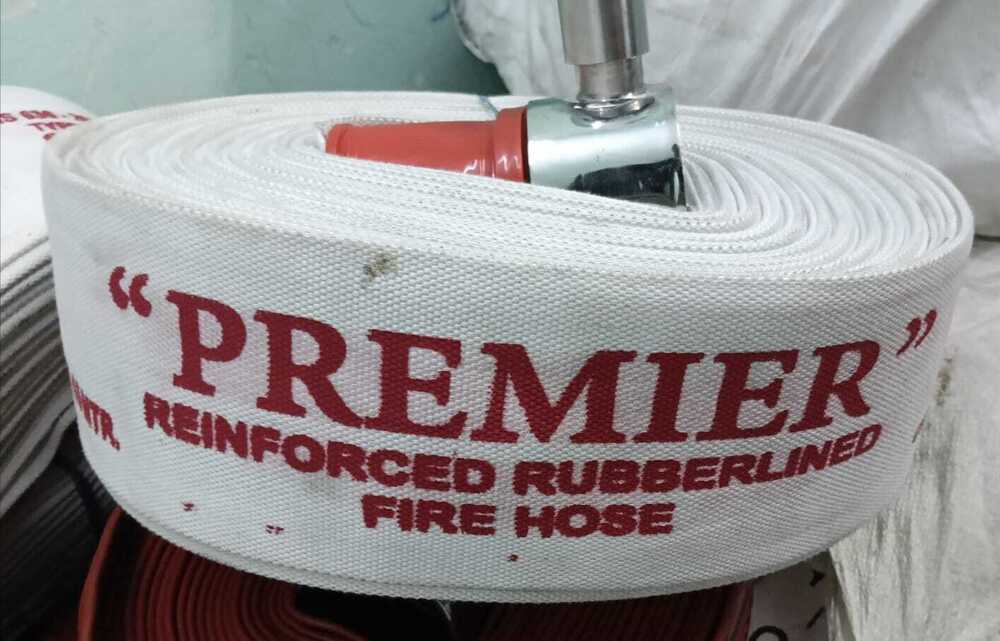 “PREMIER”
REINFORCED RUBBERLINED
FIRE HOSE